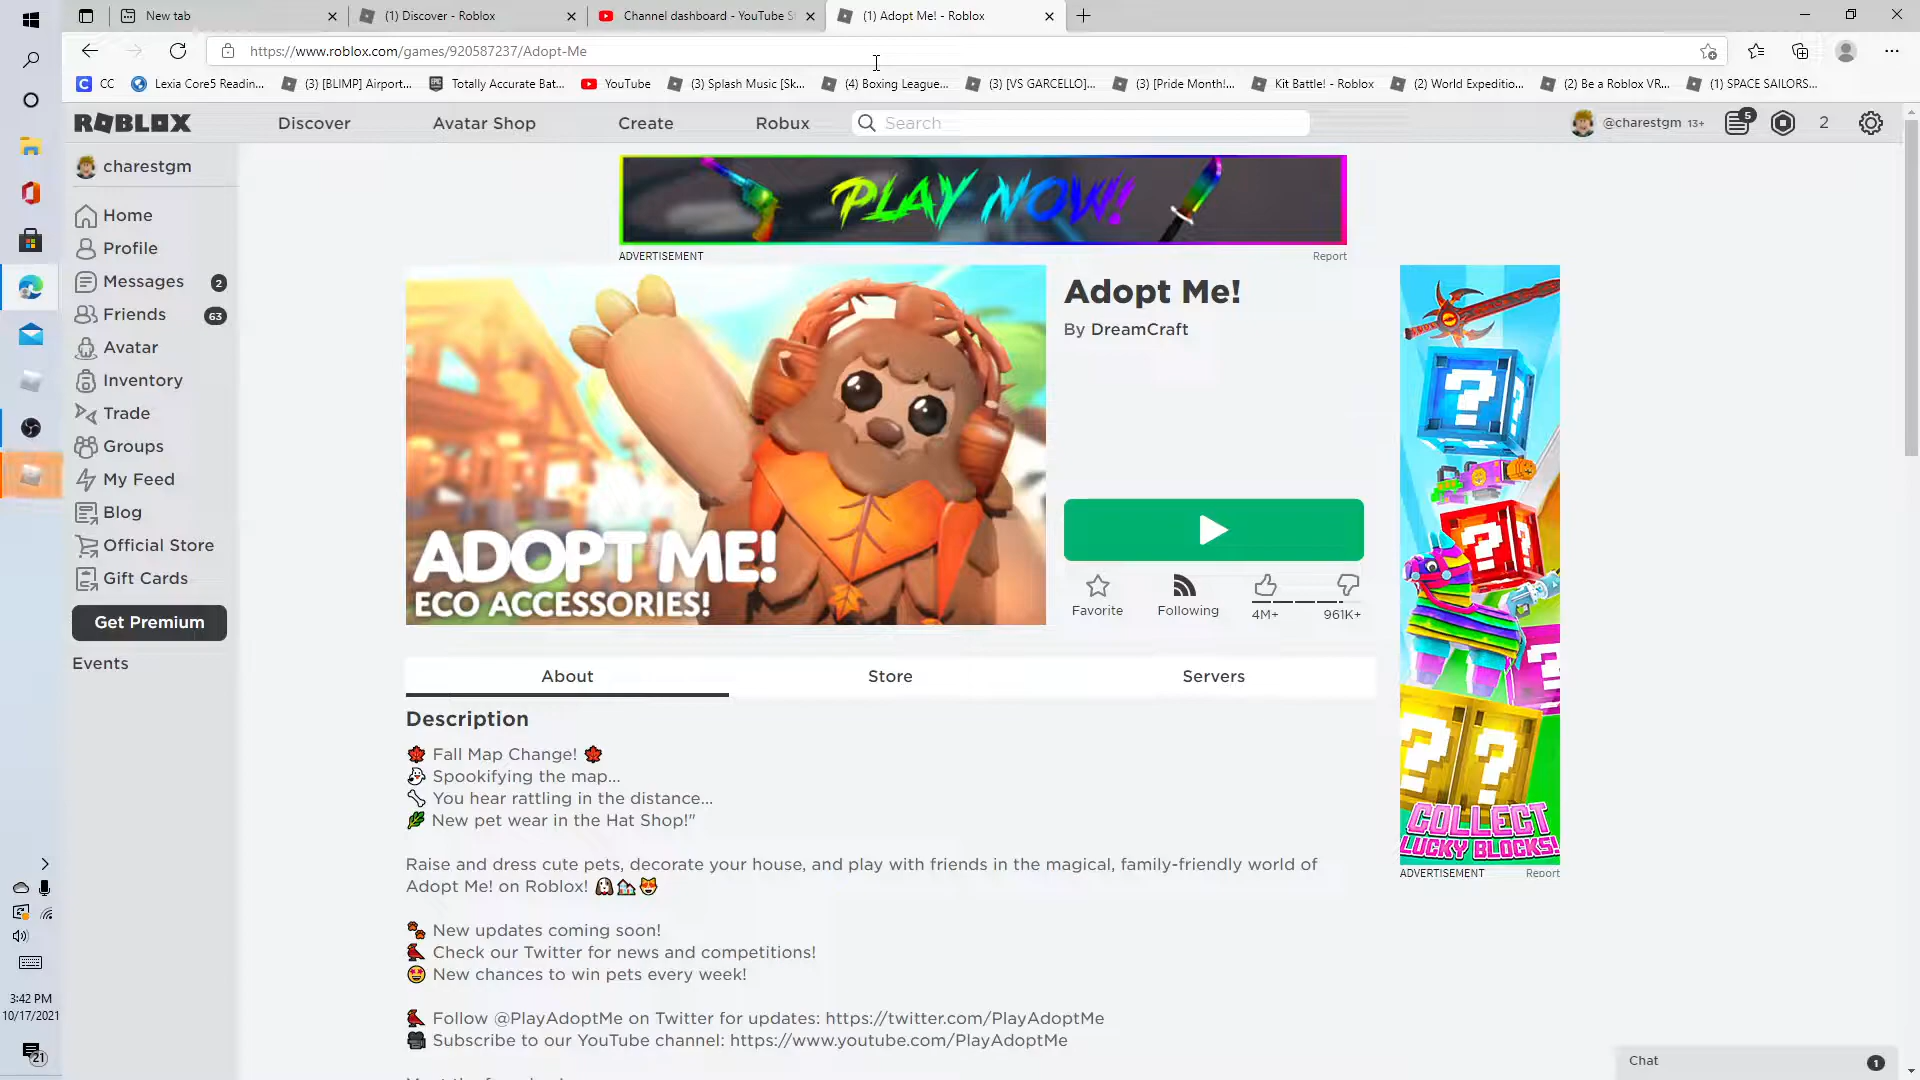 New tab
(1) Discover - Roblox
Channel dashboard - YouTube S
(1) Adopt Me! - Roblox
https://www.roblox.com/games/920587237/Adopt-Me
CC
Lexia Core5 Readin...
(3) [BLIMP] Airport...
Totally Accurate Bat...
YouTube
(3) Splash Music [Sk...
(4) Boxing League...
(3) [VS GARCELLO]...
(3) [Pride Month!...
Kit Battle! - Roblox
(2) World Expeditio...
(2) Be a Roblox VR...
(1) SPACE SAILORS...
ROBLOX
Discover
Avatar Shop
Create
Robux
Search
@charestgm 13+
5
2
charestgm
Home
Profile
Messages 2
Friends 63
Avatar
Inventory
Trade
Groups
My Feed
Blog
Official Store
Gift Cards
Get Premium
Events
PLAY NOW!
ADVERTISEMENT
Report
ADOPT ME!
ECO ACCESSORIES!
Adopt Me!
By DreamCraft
Favorite
Following
4M+
961K+
About
Store
Servers
Description
🍁 Fall Map Change! 🍁
👻 Spookifying the map...
🦴 You hear rattling in the distance...
🌿 New pet wear in the Hat Shop!"
Raise and dress cute pets, decorate your house, and play with friends in the magical, family-friendly world of
Adopt Me! on Roblox! 🐶🏠😻
🐾 New updates coming soon!
🐦 Check our Twitter for news and competitions!
🤩 New chances to win pets every week!
🐦 Follow @PlayAdoptMe on Twitter for updates: https://twitter.com/PlayAdoptMe
🎥 Subscribe to our YouTube channel: https://www.youtube.com/PlayAdoptMe
COLLECT
LUCKY BLOCKS!
ADVERTISEMENT
Report
Chat
1
3:42 PM
10/17/2021
21